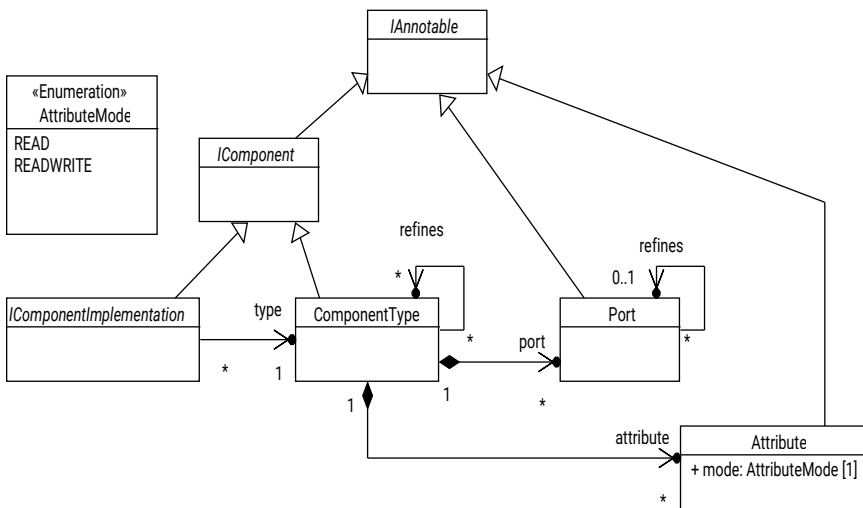 IAnnotable
«Enumeration»
AttributeMode
READ
READWRITE
IComponent
refines
*
refines
0..1
IComponentImplementation
type
ComponentType
Port
*
1
*
port
1
*
*
1
attribute
*
Attribute
+ mode: AttributeMode [1]